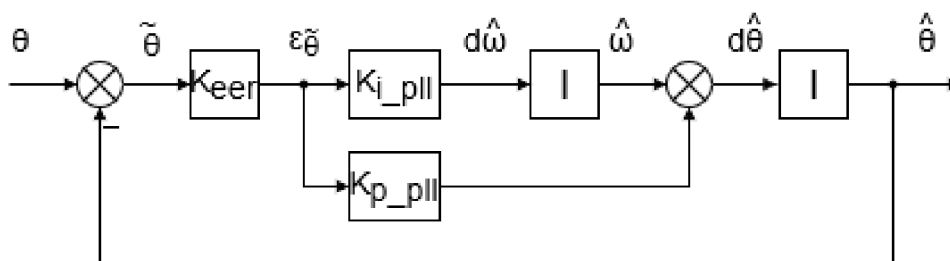 θ θ̃ ε_θ̃ dω̂ ω̂ dθ̂ θ̂
K_eer K_i_pll I I
−
K_p_pll